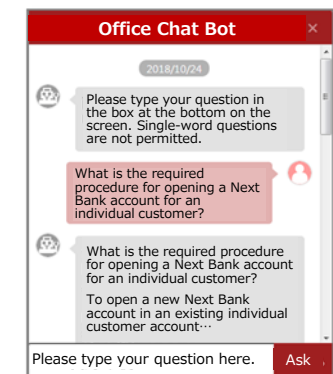 Office Chat Bot ×
2018/10/24
Please type your question in
the box at the bottom on the
screen. Single-word questions
are not permitted.
What is the required
procedure for opening a Next
Bank account for an
individual customer?
What is the required procedure
for opening a Next Bank account
for an individual customer?
To open a new Next Bank
account in an existing individual
customer account…
Please type your question here. Ask